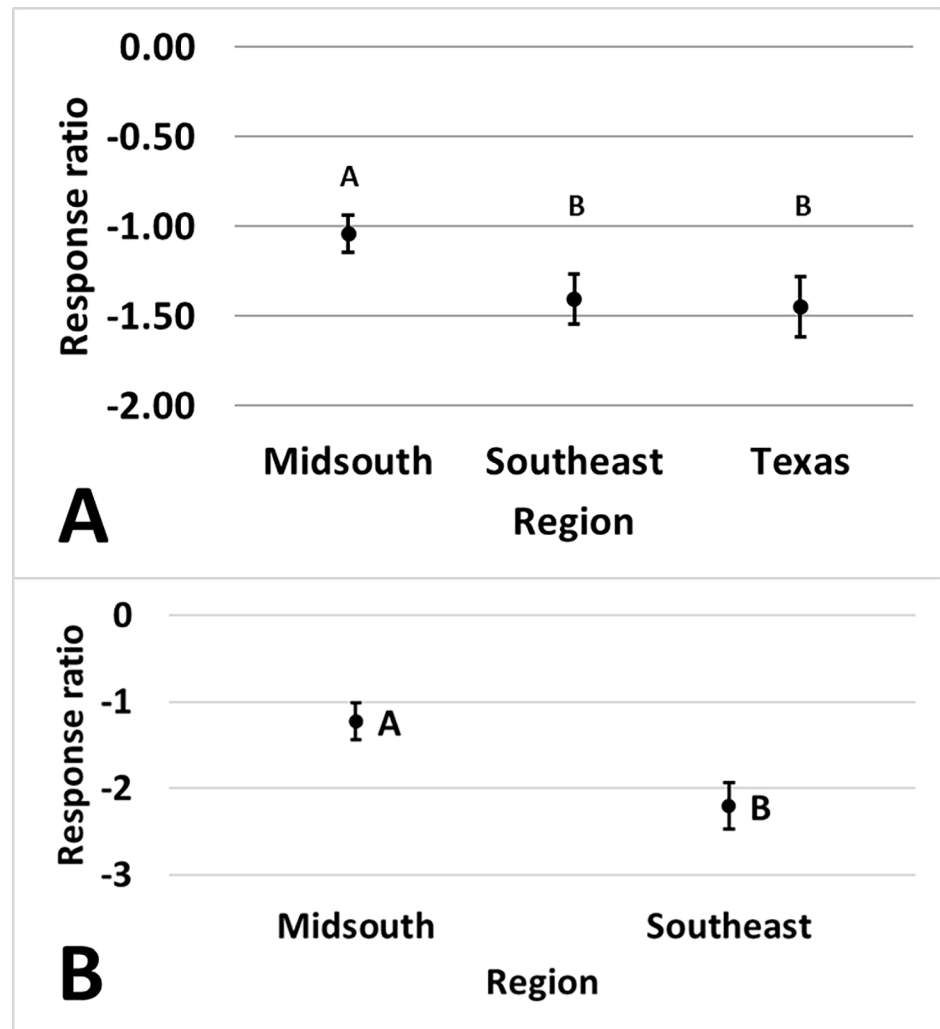 0.00
-0.50
-1.00
-1.50
-2.00
Response ratio
A
B
B
Midsouth Southeast Texas
Region
A
0
-1
-2
-3
Response ratio
A
B
Midsouth Southeast
Region
B